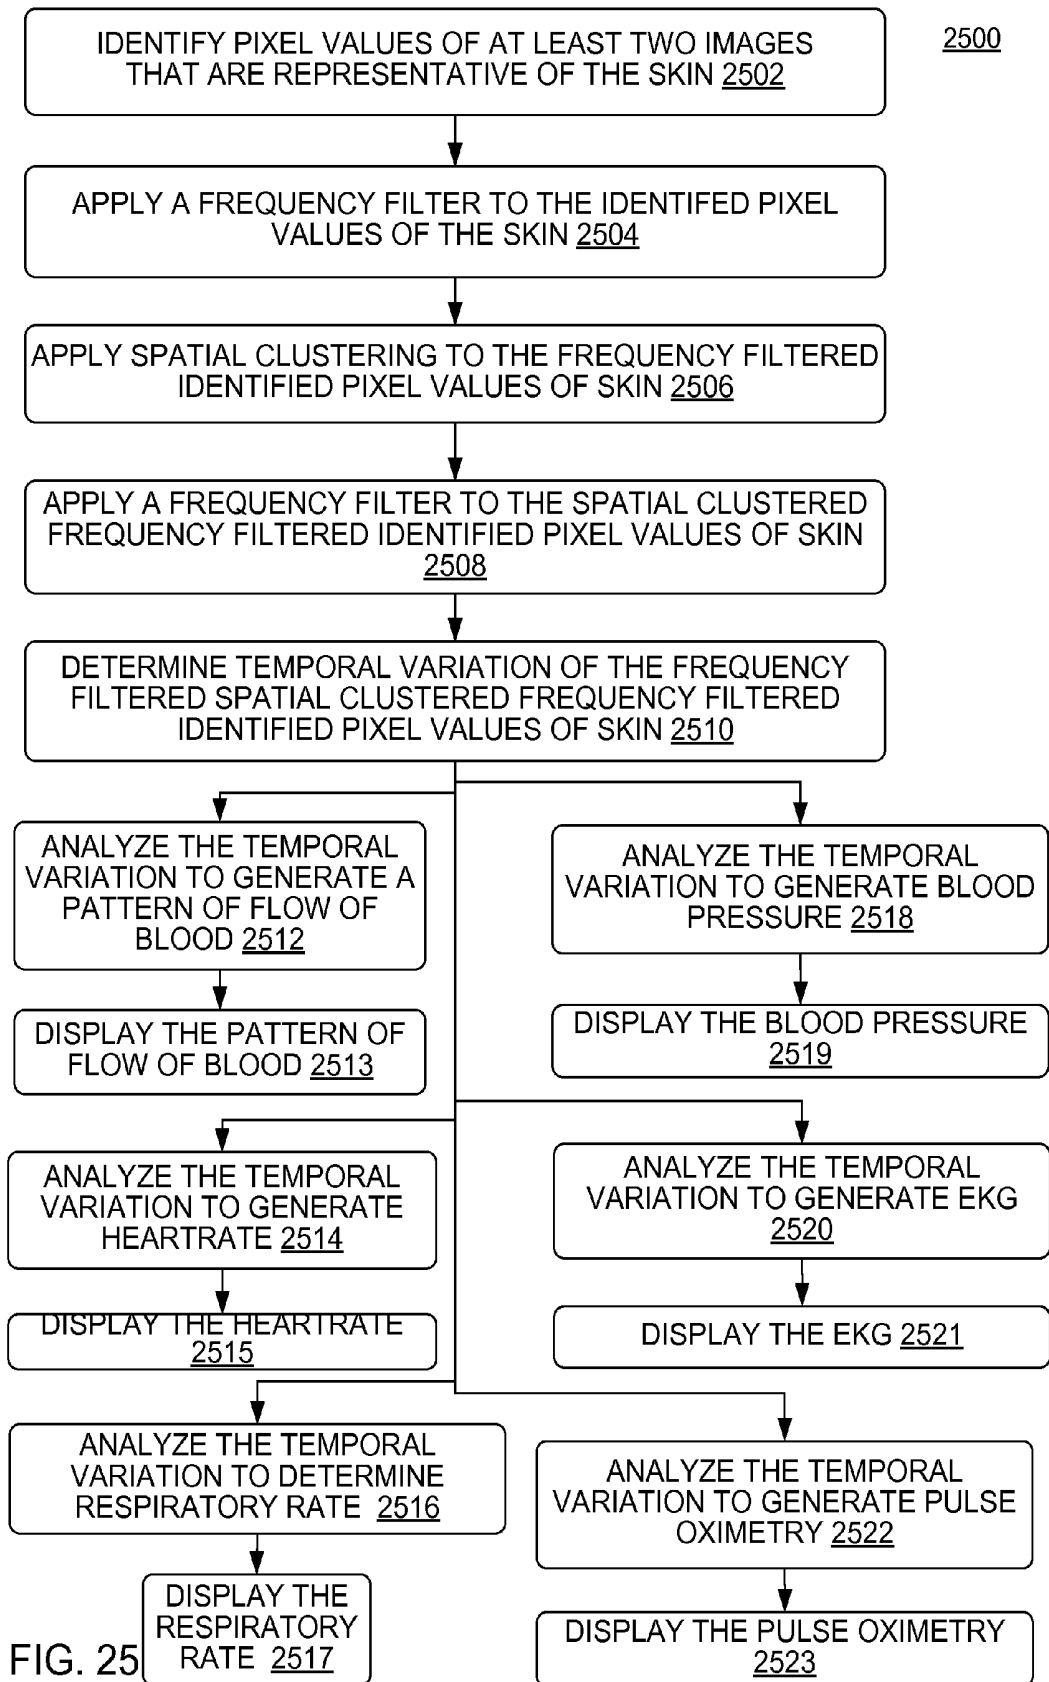 IDENTIFY PIXEL VALUES OF AT LEAST TWO IMAGES
THAT ARE REPRESENTATIVE OF THE SKIN 2502
2500
APPLY A FREQUENCY FILTER TO THE IDENTIFED PIXEL
VALUES OF THE SKIN 2504
APPLY SPATIAL CLUSTERING TO THE FREQUENCY FILTERED
IDENTIFIED PIXEL VALUES OF SKIN 2506
APPLY A FREQUENCY FILTER TO THE SPATIAL CLUSTERED
FREQUENCY FILTERED IDENTIFIED PIXEL VALUES OF SKIN
2508
DETERMINE TEMPORAL VARIATION OF THE FREQUENCY
FILTERED SPATIAL CLUSTERED FREQUENCY FILTERED
IDENTIFIED PIXEL VALUES OF SKIN 2510
ANALYZE THE TEMPORAL
VARIATION TO GENERATE A
PATTERN OF FLOW OF
BLOOD 2512
DISPLAY THE PATTERN OF
FLOW OF BLOOD 2513
ANALYZE THE TEMPORAL
VARIATION TO GENERATE BLOOD
PRESSURE 2518
DISPLAY THE BLOOD PRESSURE
2519
ANALYZE THE TEMPORAL
VARIATION TO GENERATE
HEARTRATE 2514
DISPLAY THE HEARTRATE
2515
ANALYZE THE TEMPORAL
VARIATION TO GENERATE EKG
2520
DISPLAY THE EKG 2521
ANALYZE THE TEMPORAL
VARIATION TO DETERMINE
RESPIRATORY RATE 2516
DISPLAY THE
RESPIRATORY
RATE 2517
ANALYZE THE TEMPORAL
VARIATION TO GENERATE PULSE
OXIMETRY 2522
DISPLAY THE PULSE OXIMETRY
2523
FIG. 25